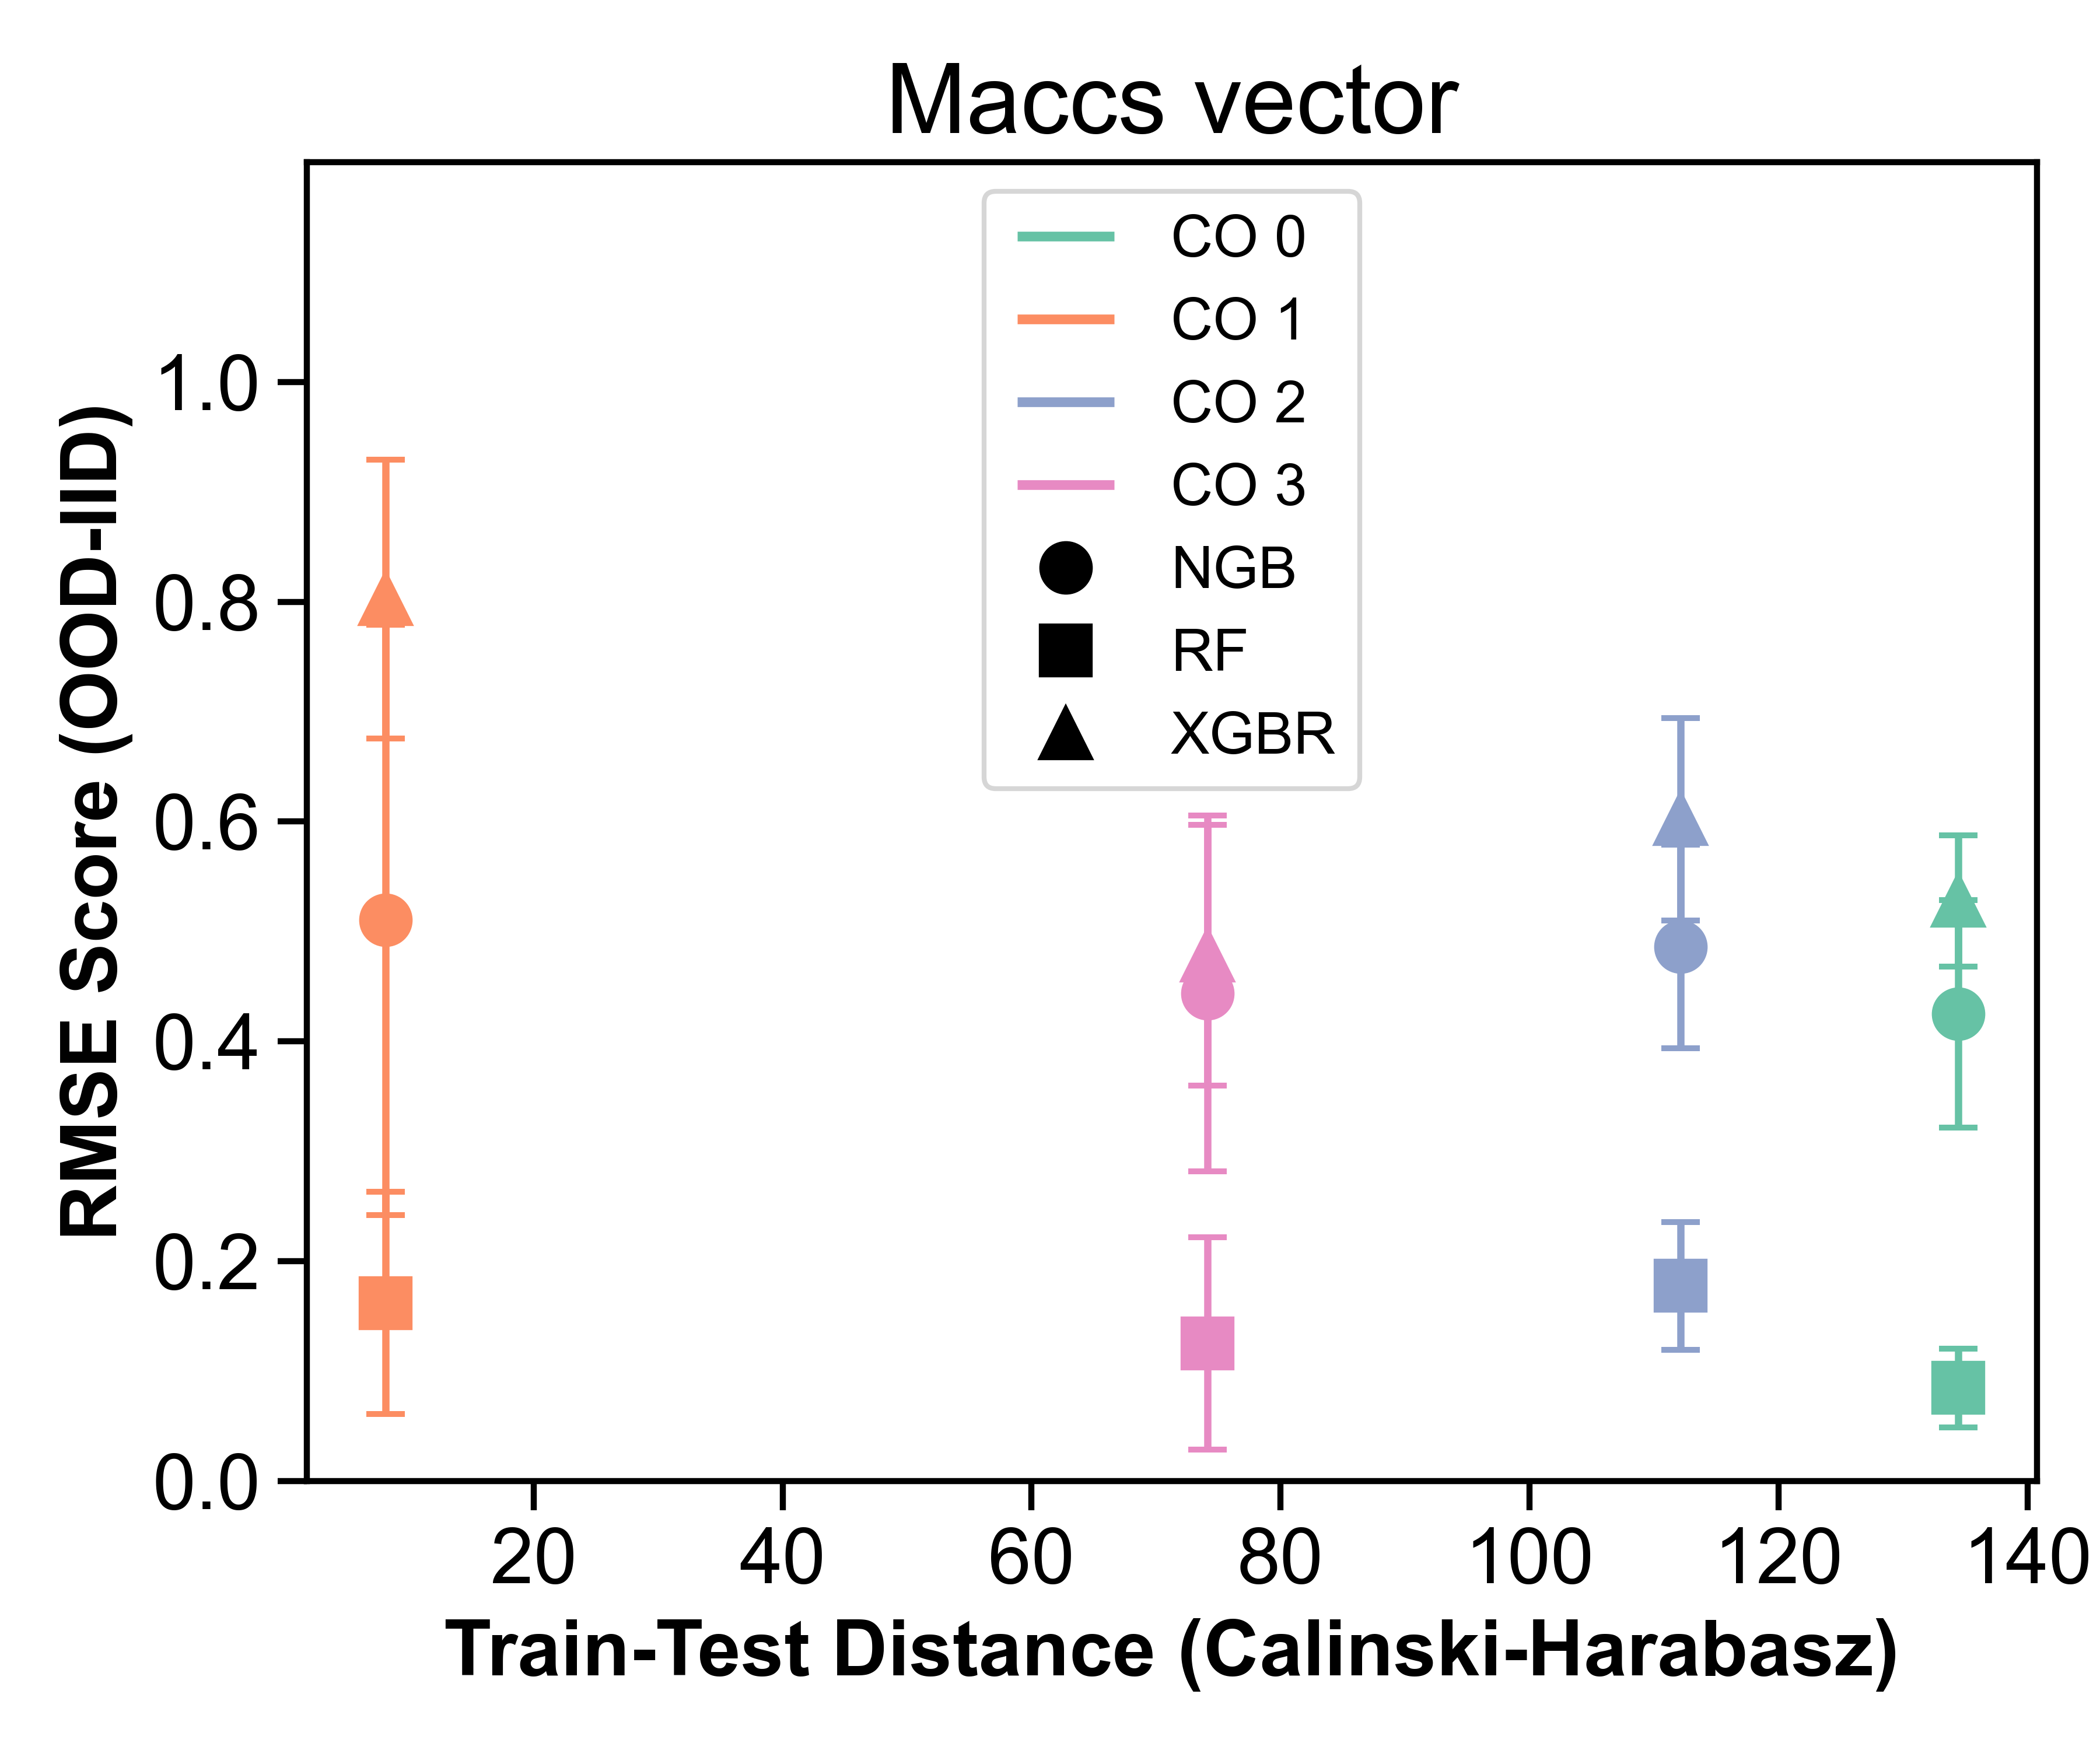 Maccs vector
CO 0
CO 1
CO 2
CO 3
NGB
RF
XGBR
RMSE Score (OOD-IID)
1.0
0.8
0.6
0.4
0.2
0.0
20 40 60 80 100 120 140
Train-Test Distance (Calinski-Harabasz)